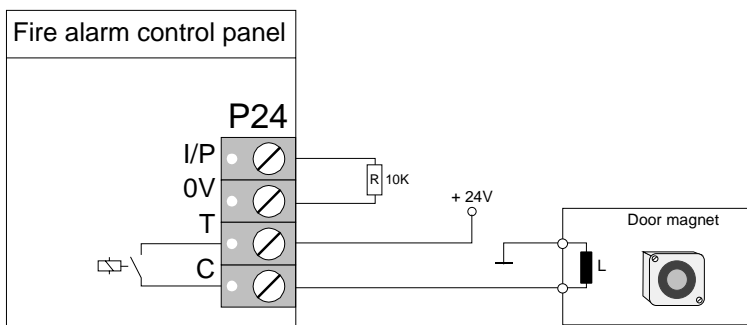 Fire alarm control panel
P24
I/P
0V
T
C
R 10K
+ 24V
Door magnet
L